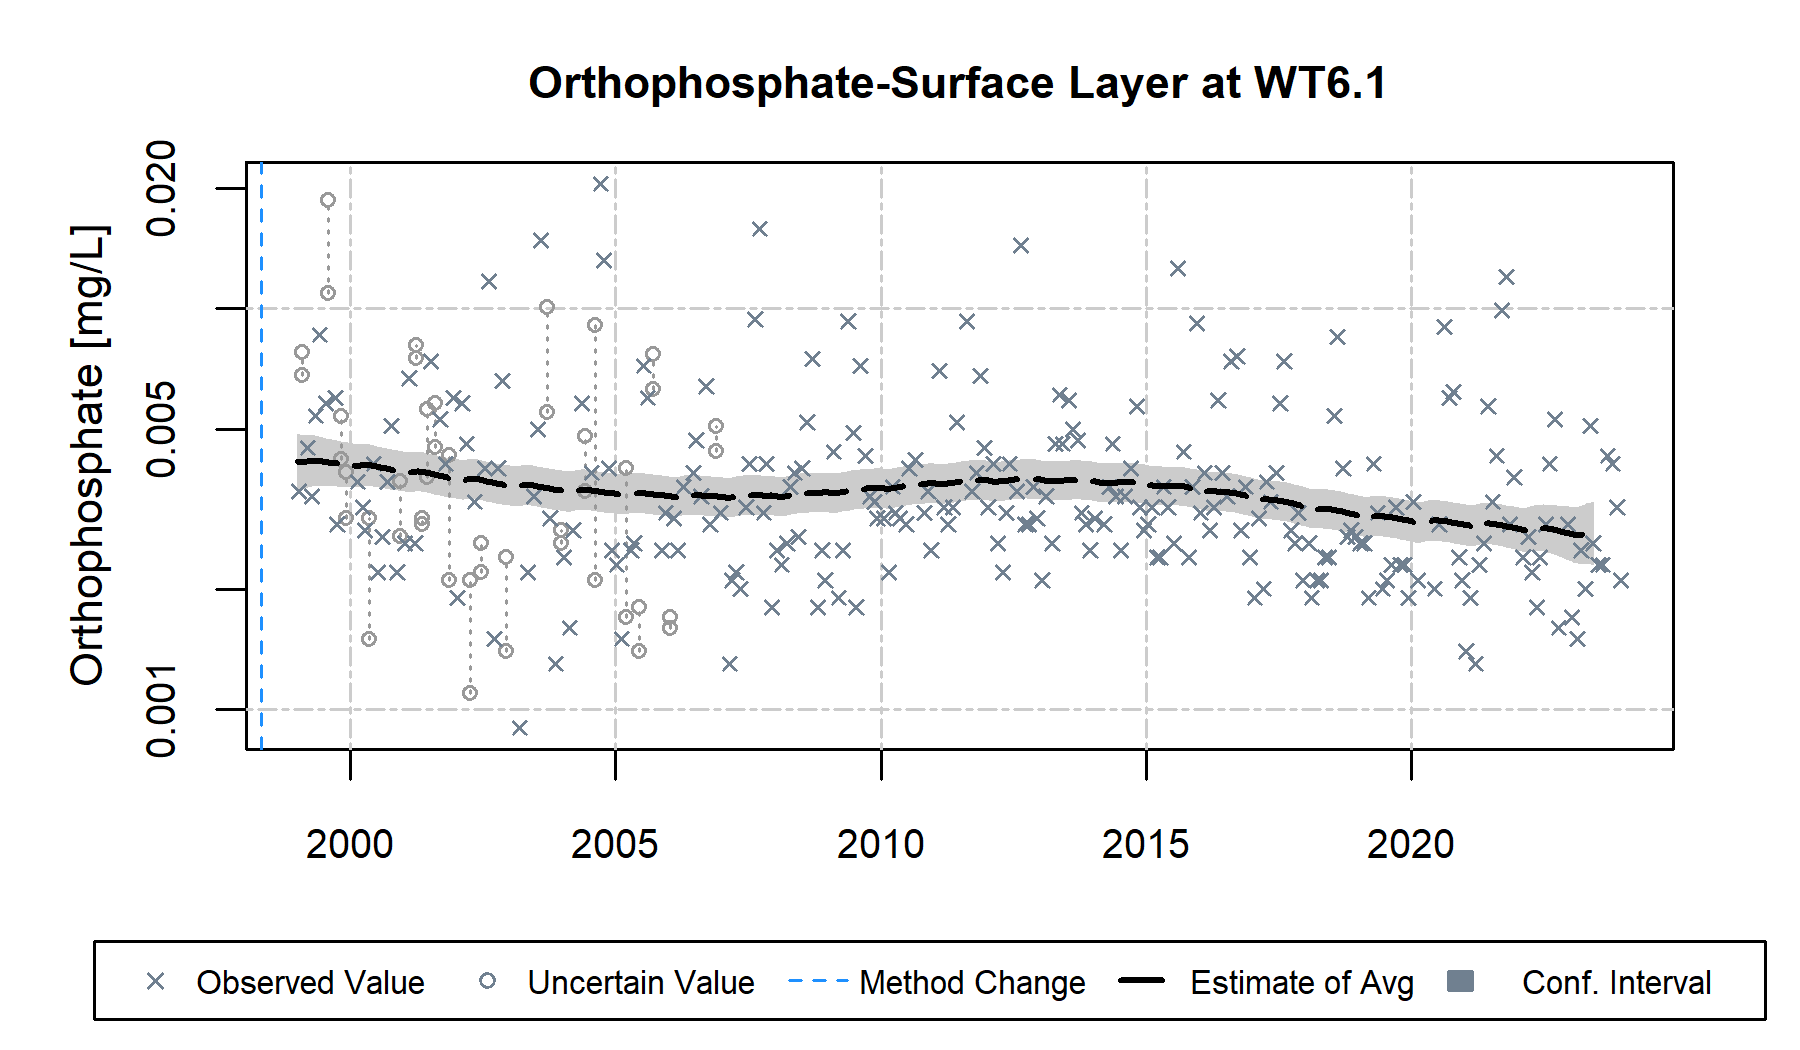 Orthophosphate-Surface Layer at WT6.1
Orthophosphate [mg/L]
0.020
0.005
0.001
2000 2005 2010 2015 2020
Observed Value Uncertain Value Method Change Estimate of Avg Conf. Interval